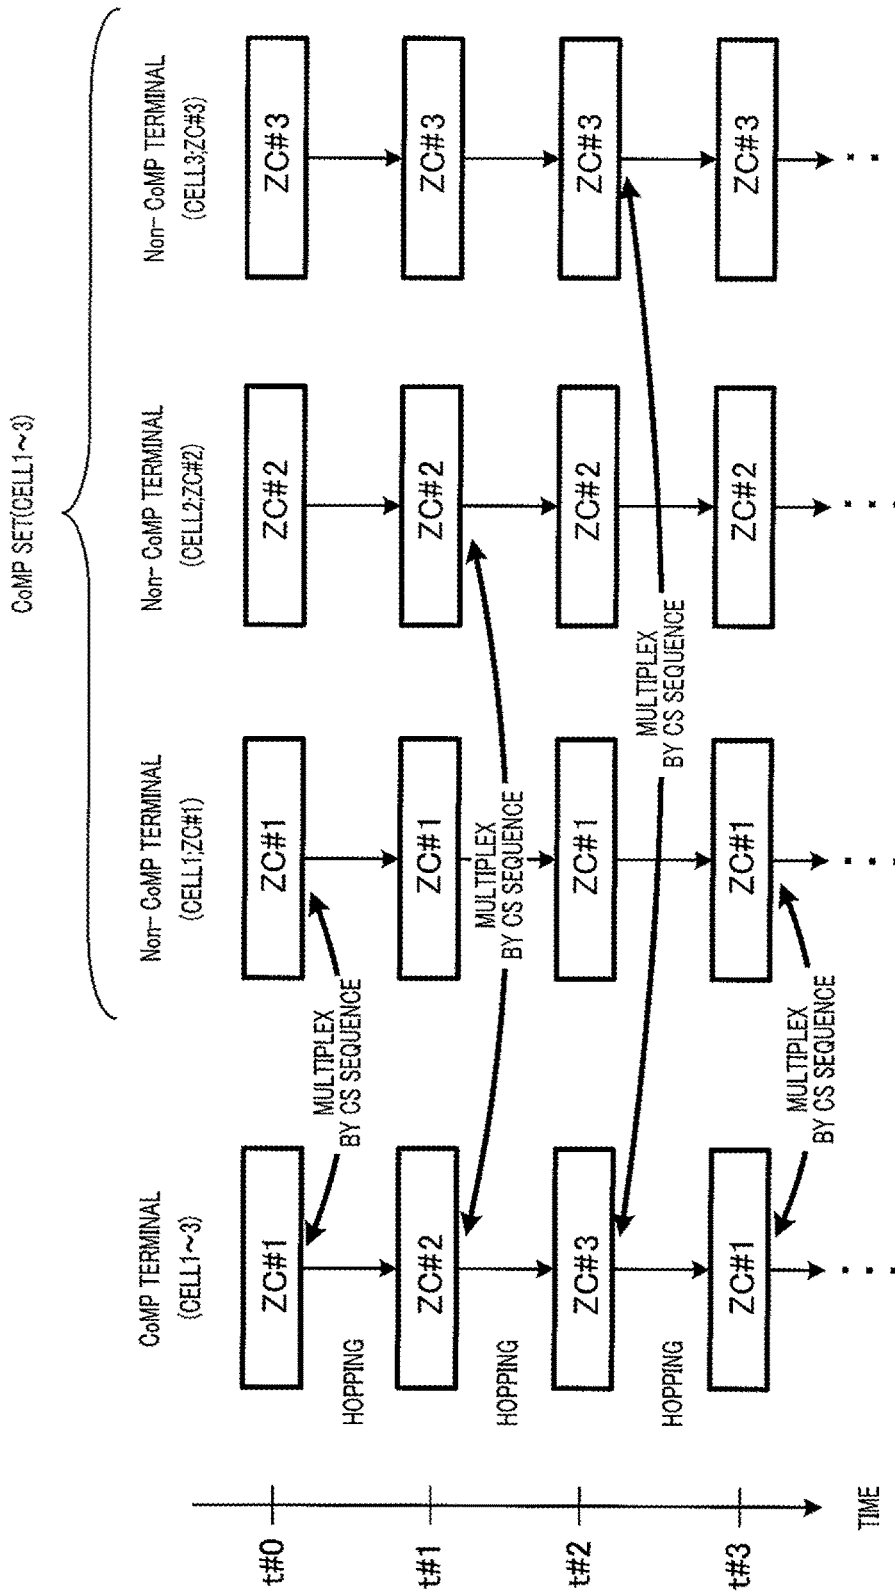 CoMP SET(CELL1~3)
CoMP TERMINAL
(CELL1~3)
Non- CoMP TERMINAL
(CELL1;ZC#1)
Non- CoMP TERMINAL
(CELL2;ZC#2)
Non- CoMP TERMINAL
(CELL3;ZC#3)
t#0
ZC#1
ZC#1
ZC#2
ZC#3
HOPPING
MULTIPLEX
BY CS SEQUENCE
t#1
ZC#2
ZC#1
ZC#2
ZC#3
HOPPING
MULTIPLEX
BY CS SEQUENCE
t#2
ZC#3
ZC#1
ZC#2
ZC#3
HOPPING
MULTIPLEX
BY CS SEQUENCE
t#3
ZC#1
ZC#1
ZC#2
ZC#3
MULTIPLEX
BY CS SEQUENCE
TIME